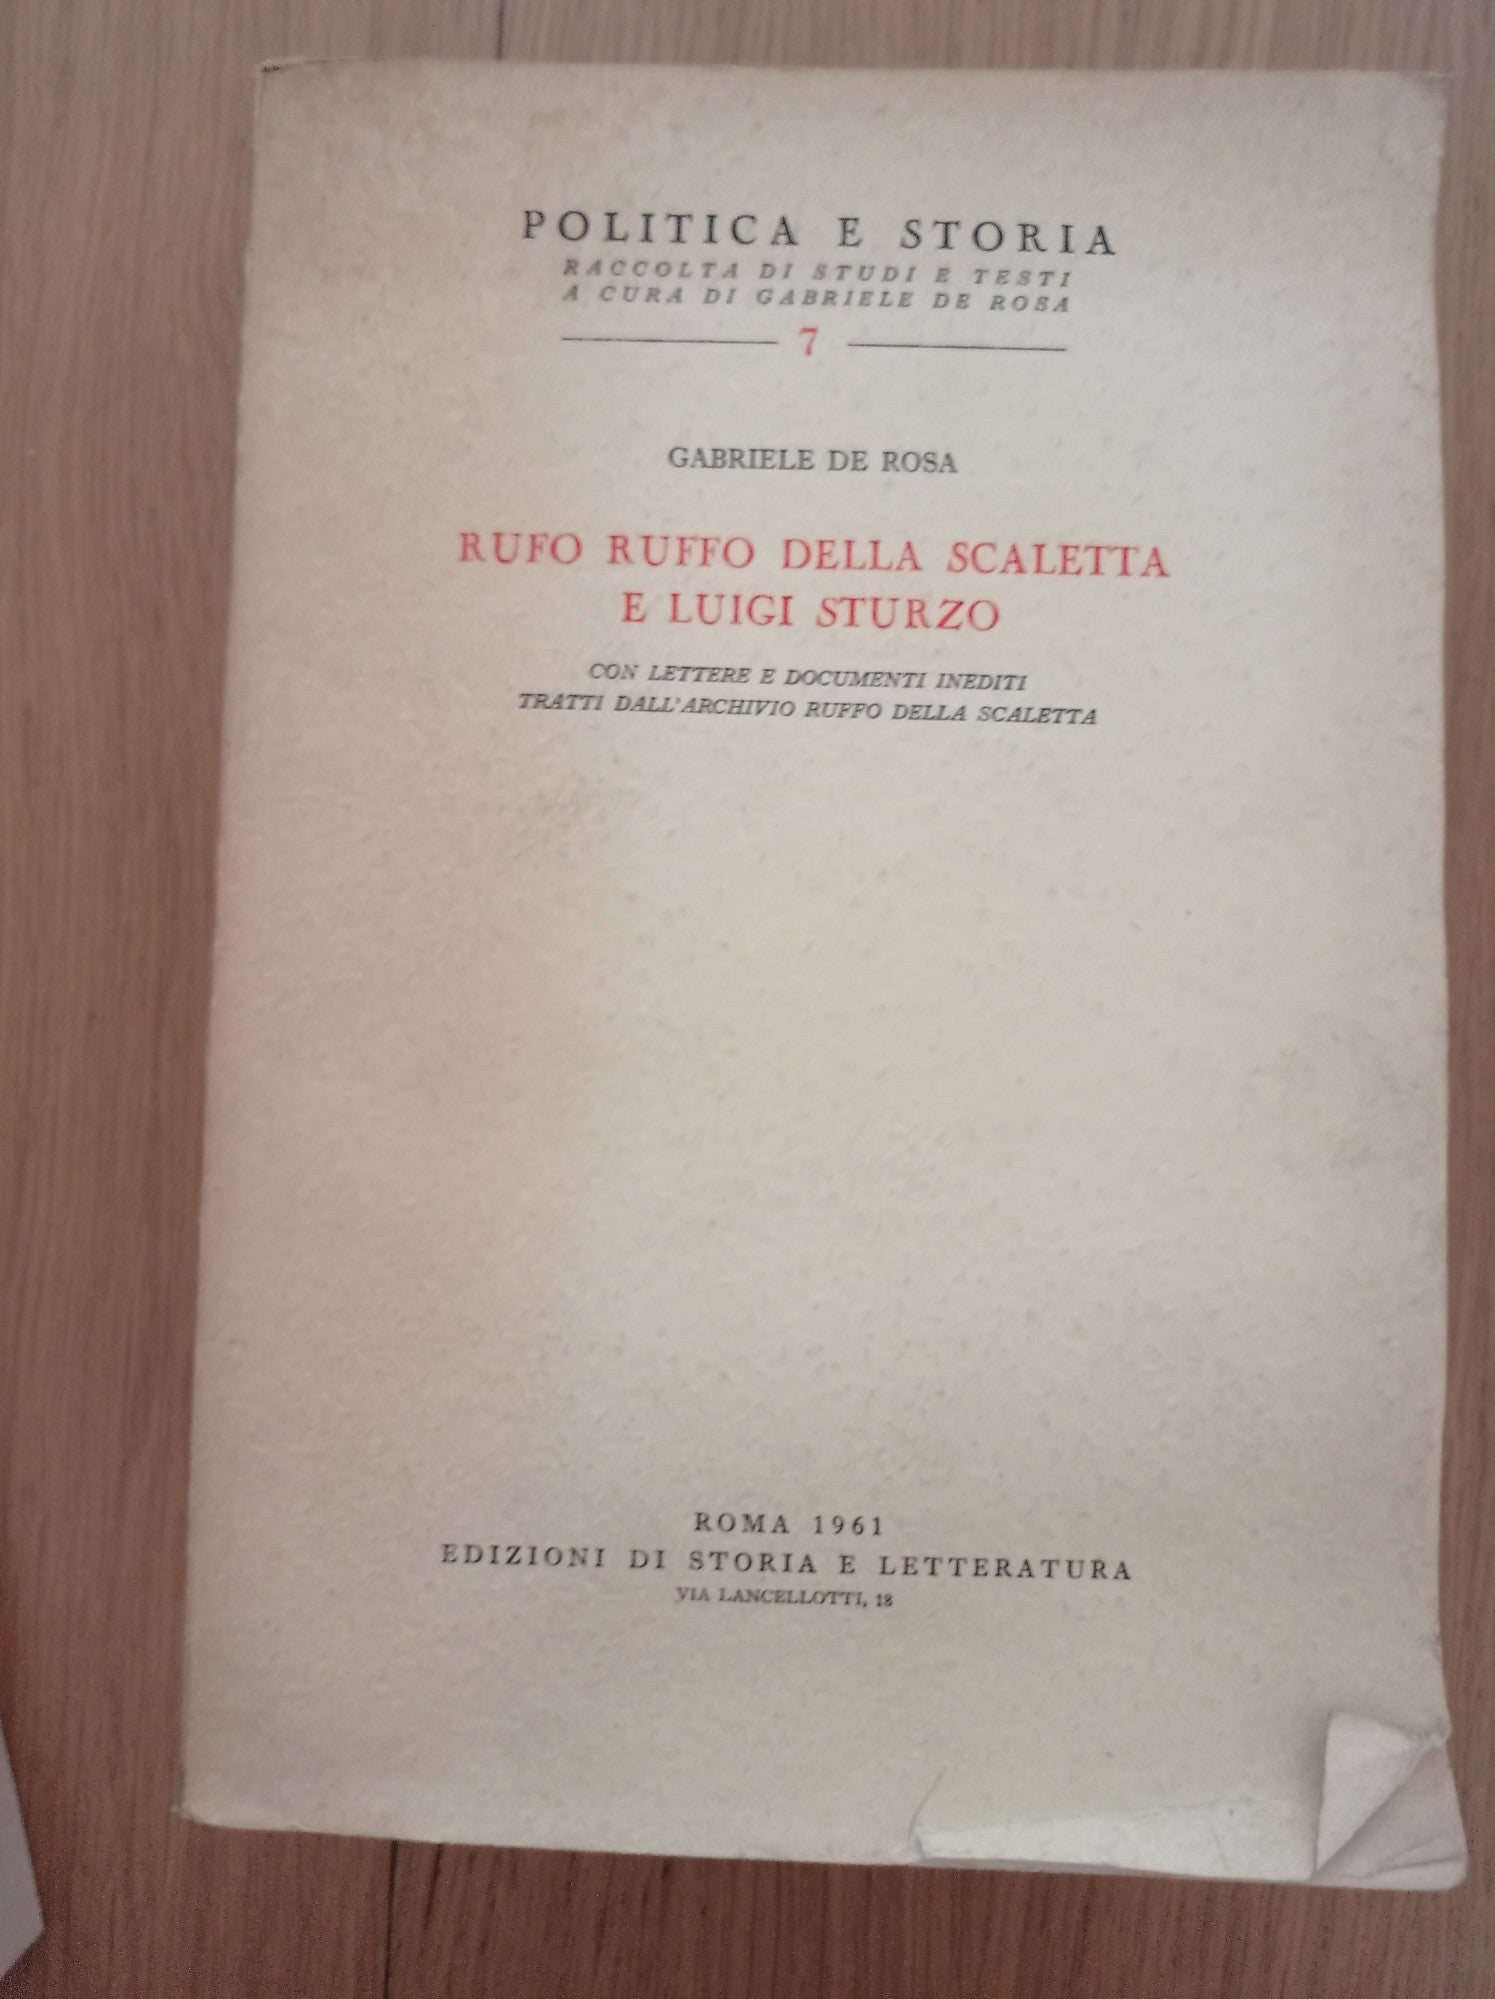 POLITICA E STORIA
RACCOLTA DI STUDI E TESTI
A CURA DI GABRIELE DE ROSA
7
GABRIELE DE ROSA
RUFO RUFFO DELLA SCALETTA
E LUIGI STURZO
CON LETTERE E DOCUMENTI INEDITI
TRATTI DALL'ARCHIVIO RUFFO DELLA SCALETTA
ROMA 1961
EDIZIONI DI STORIA E LETTERATURA
VIA LANCELLOTTI, 18